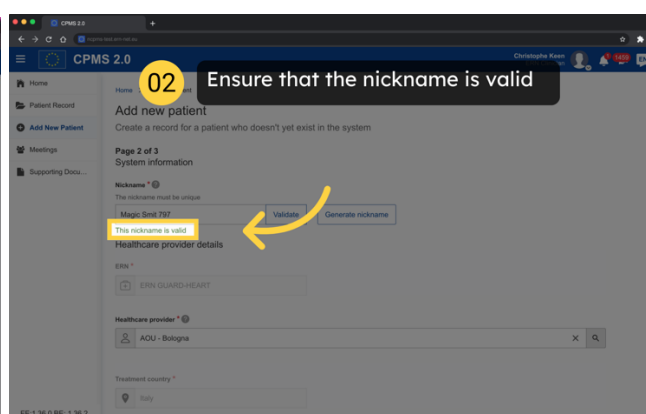 CPMS 2.0
CPMS 2.0
Christophe Keen
02
Ensure that the nickname is valid
Home
Home
Patient Record
Add New Patient
Meetings
Supporting Docu...
Add new patient
Create a record for a patient who doesn't yet exist in the system
Page 2 of 3
System information
Nickname *
The nickname must be unique
Magic Smit 797
Validate
Generate nickname
This nickname is valid
Healthcare provider details
ERN *
ERN GUARD-HEART
Healthcare provider *
AOU - Bologna
Treatment country *
Italy